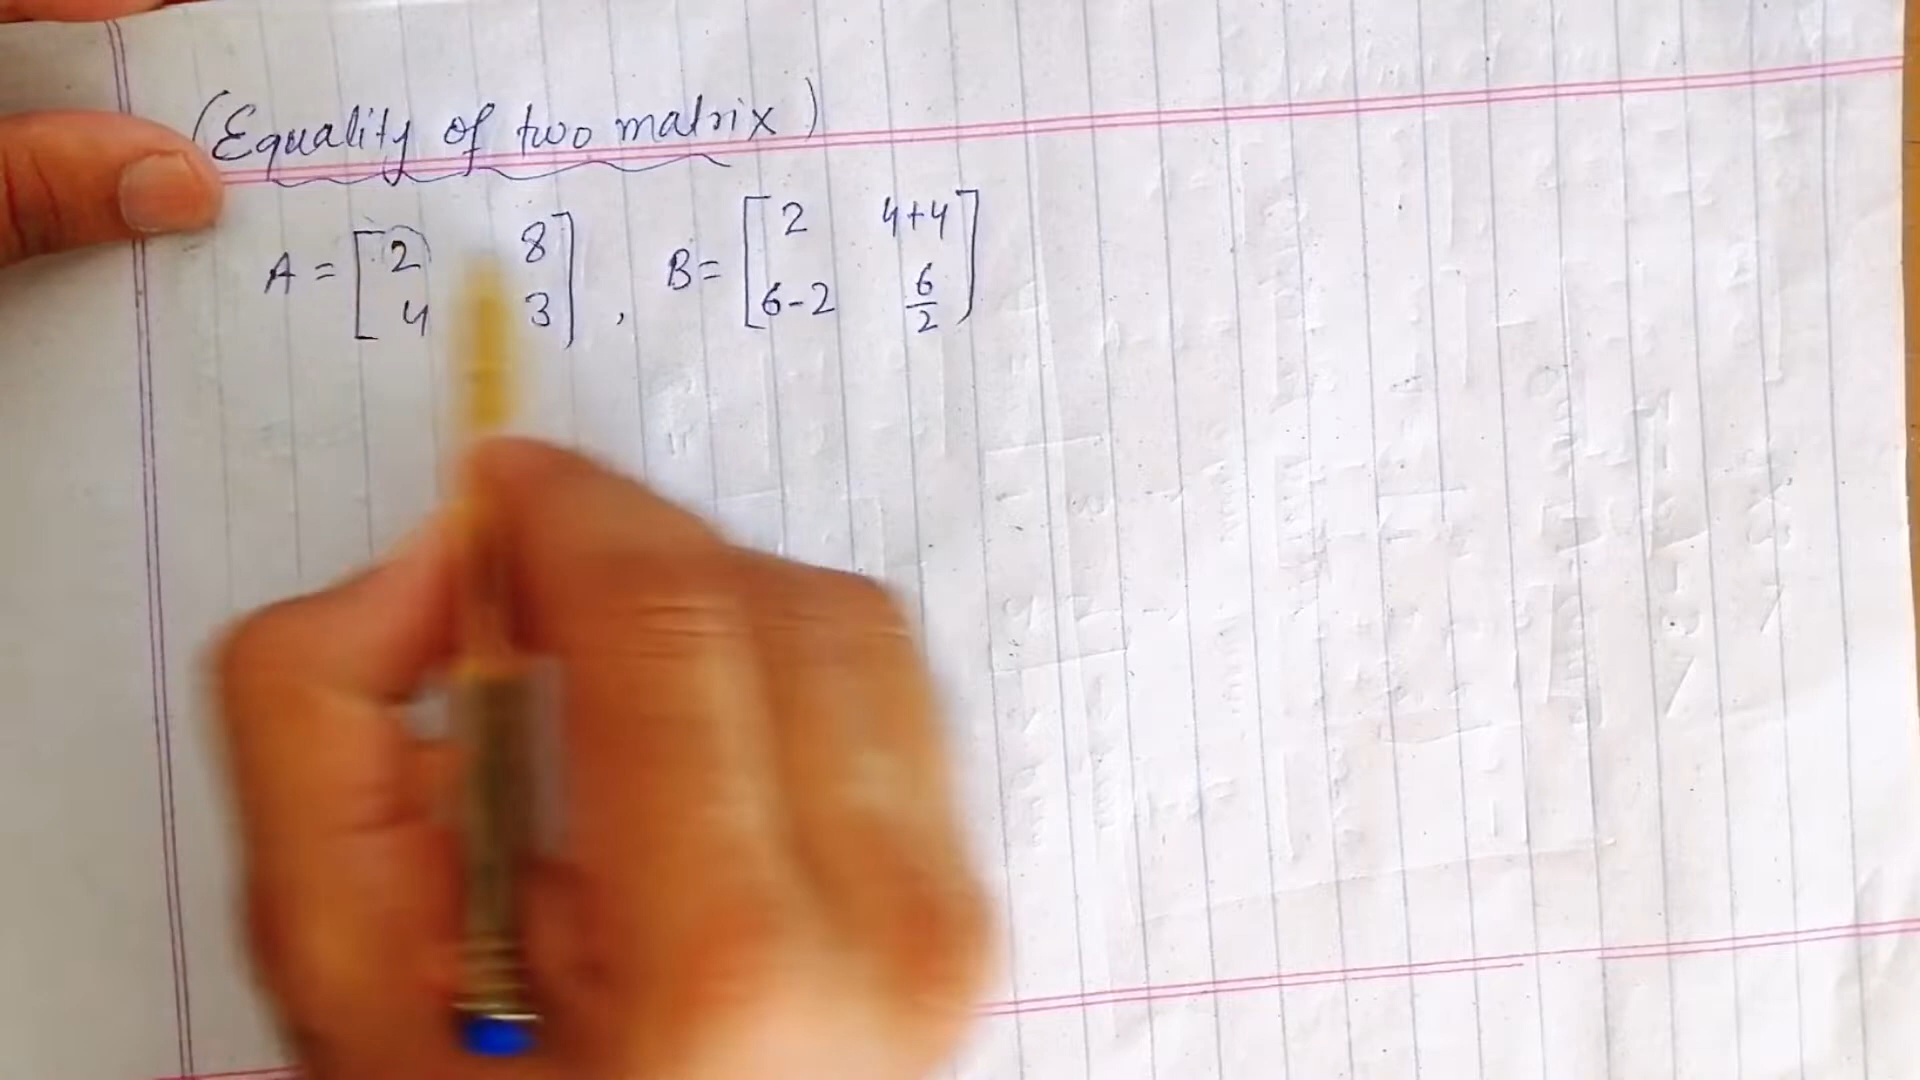 (Equality of two matrix)
A = [2 8
4 3] , B = [2 4+4
6-2 6/2]